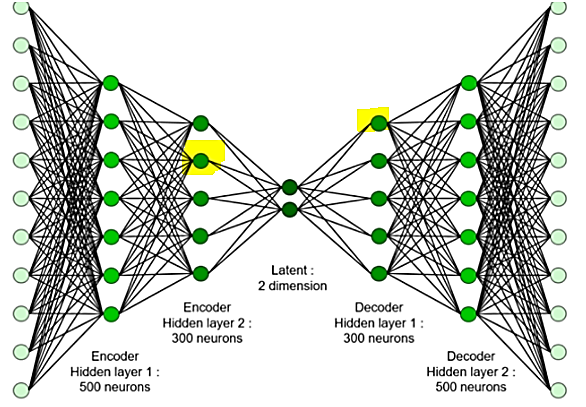 Latent :
2 dimension
Encoder
Hidden layer 2 :
300 neurons
Decoder
Hidden layer 1 :
300 neurons
Encoder
Hidden layer 1 :
500 neurons
Decoder
Hidden layer 2 :
500 neurons